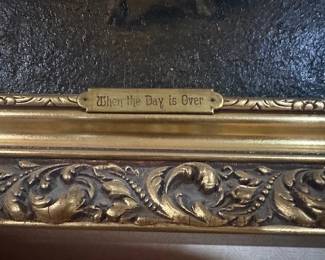 When the Day is Over